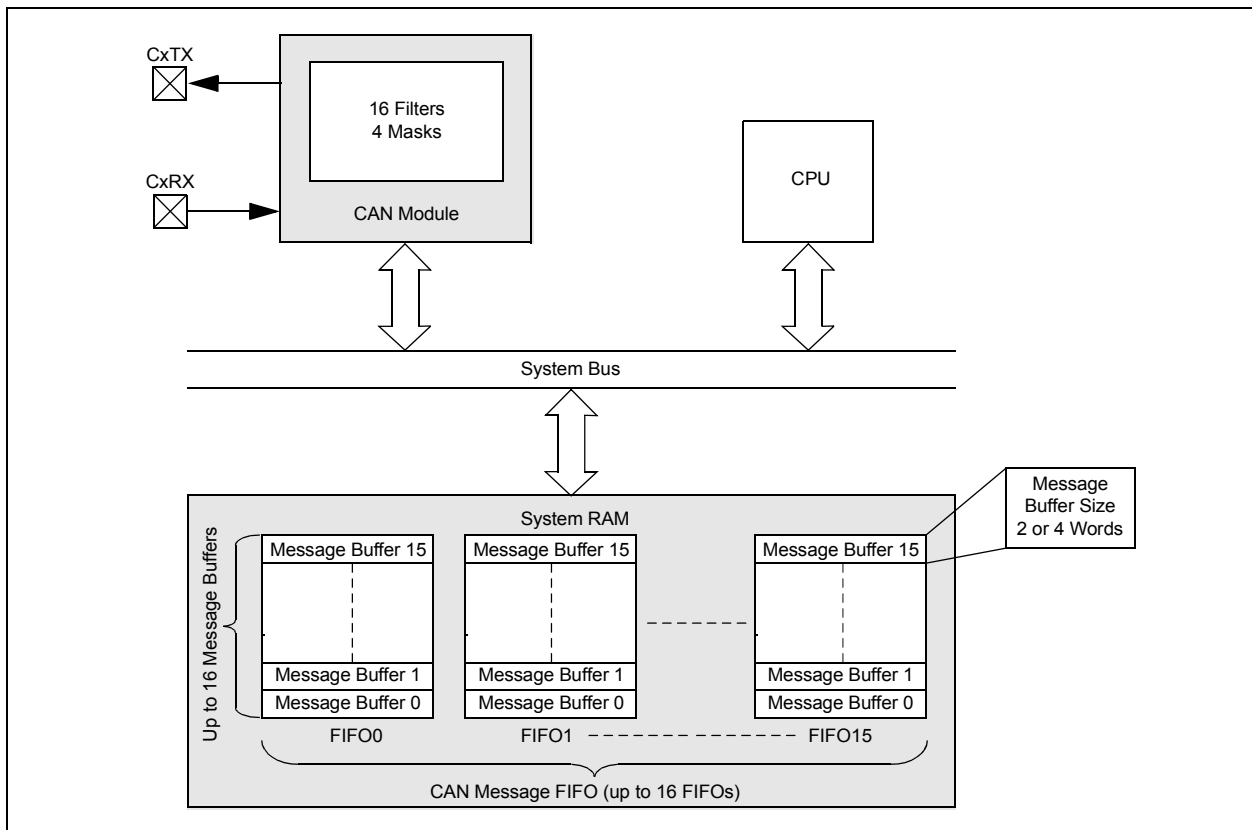 CxTX
16 Filters
4 Masks
CxRX
CAN Module
CPU
System Bus
System RAM
Message
Buffer Size
2 or 4 Words
Up to 16 Message Buffers
Message Buffer 15
Message Buffer 15
Message Buffer 15
Message Buffer 1
Message Buffer 1
Message Buffer 1
Message Buffer 0
Message Buffer 0
Message Buffer 0
FIFO0
FIFO1
FIFO15
CAN Message FIFO (up to 16 FIFOs)